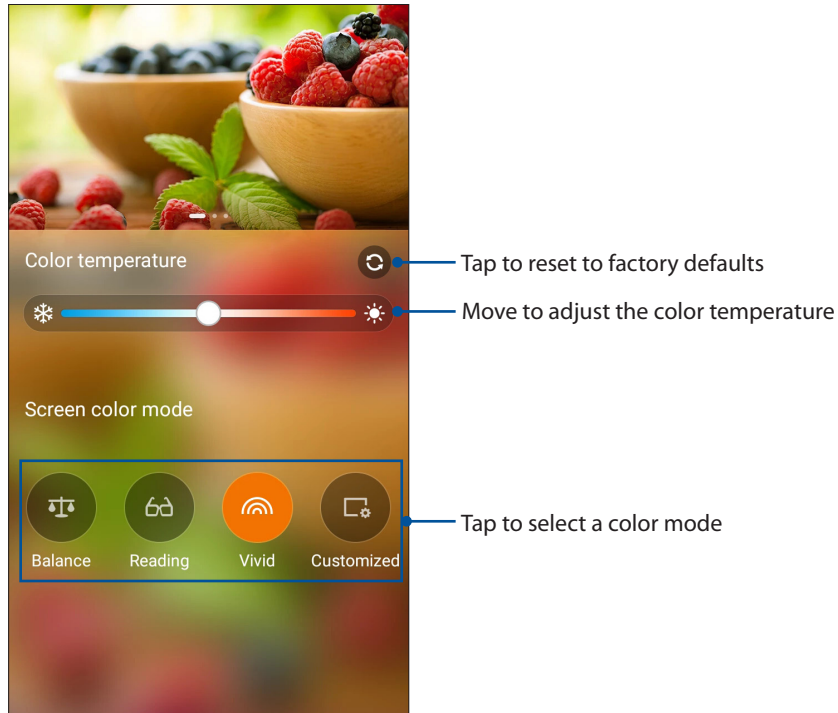 Color temperature
Tap to reset to factory defaults
Move to adjust the color temperature
Screen color mode
Tap to select a color mode
Balance Reading Vivid Customized